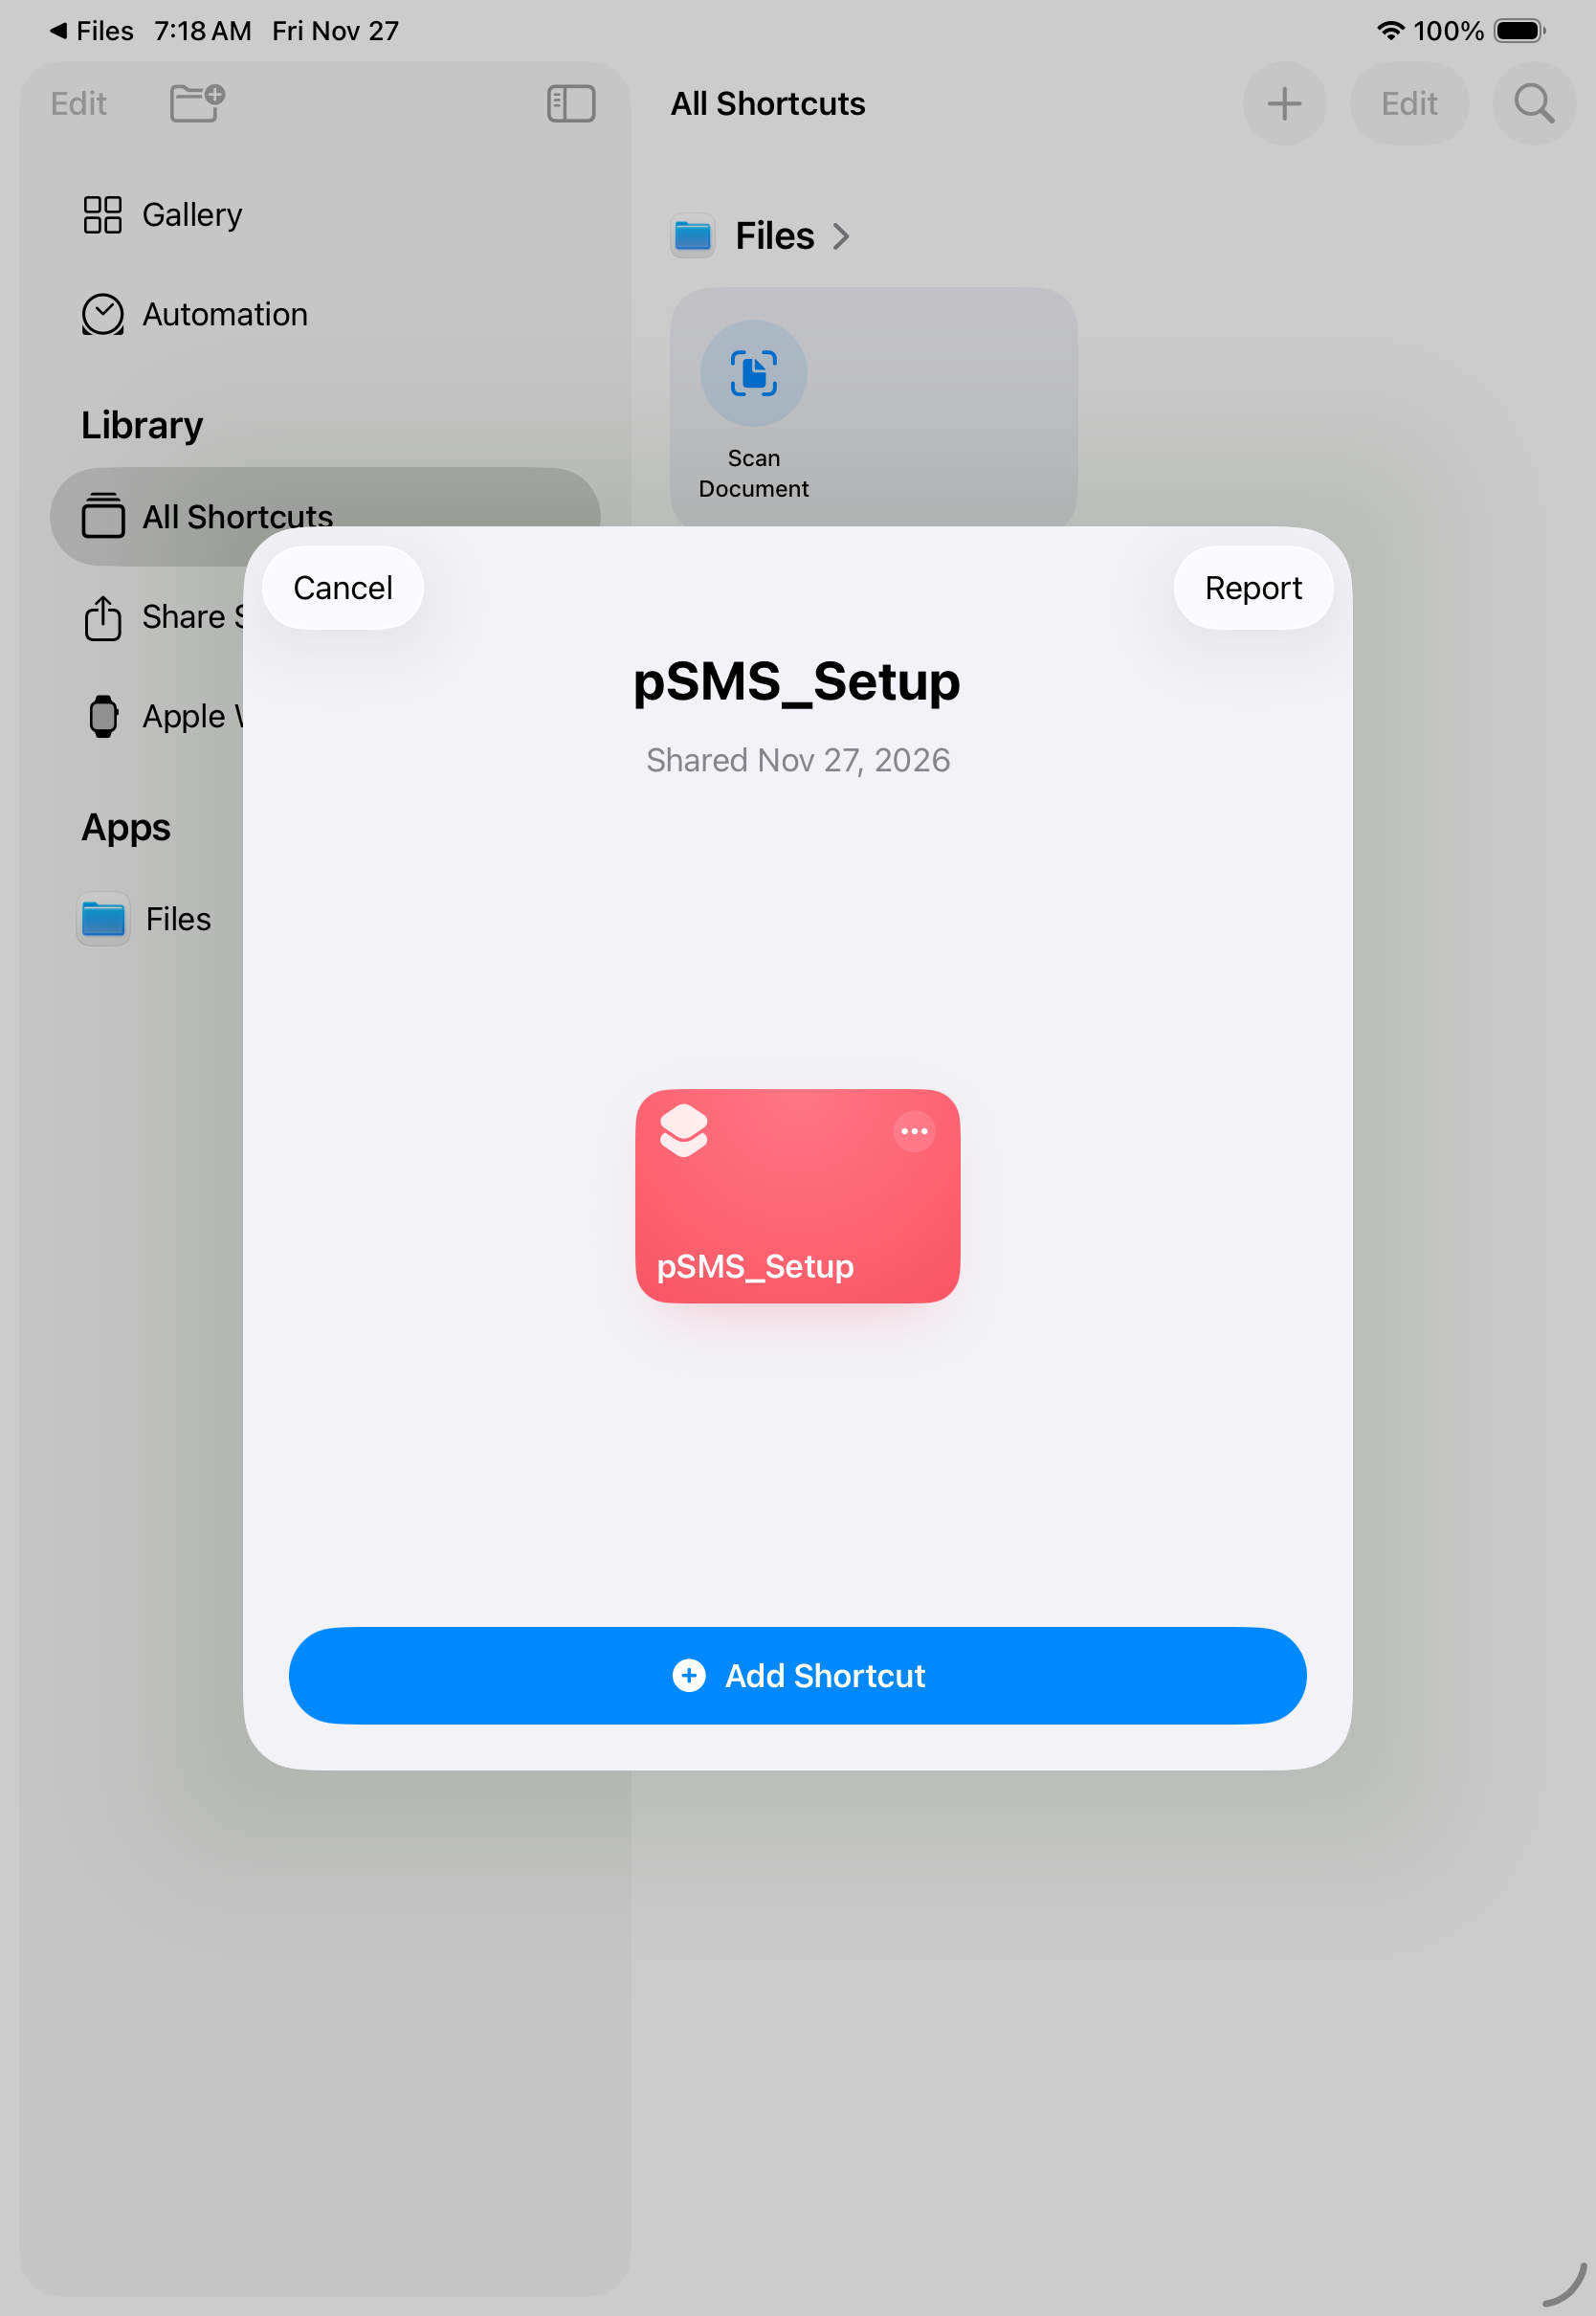 Files 7:18 AM Fri Nov 27
100%
Edit
All Shortcuts
Edit
Gallery
Automation
Library
All Shortcuts
Share
Apple
Apps
Files
Files
Scan
Document
Cancel
Report
pSMS_Setup
Shared Nov 27, 2026
pSMS_Setup
Add Shortcut